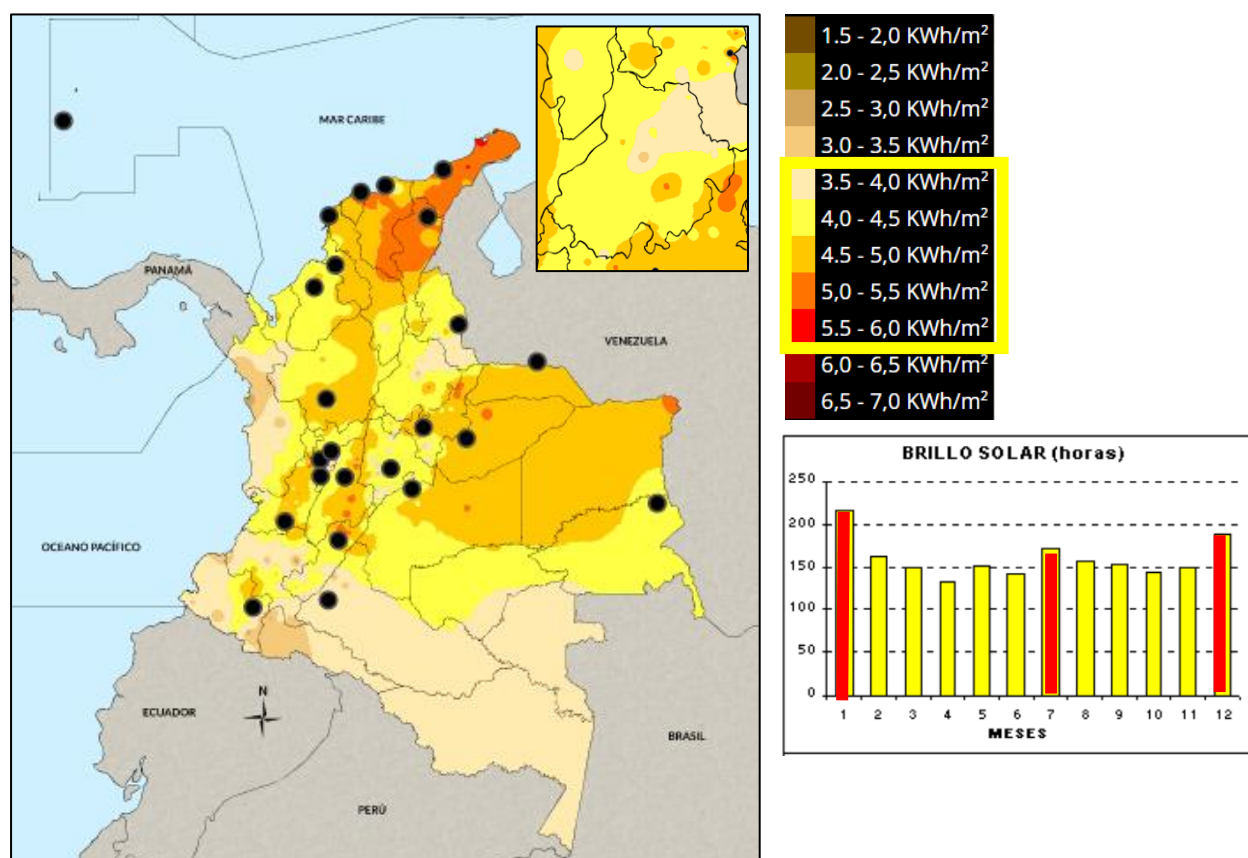 MAR CARIBE
PANAMÁ
VENEZUELA
OCEANO PACÍFICO
N
ECUADOR
BRASIL
PERÚ
1.5 - 2,0 KWh/m²
2.0 - 2,5 KWh/m²
2.5 - 3,0 KWh/m²
3.0 - 3.5 KWh/m²
3.5 - 4,0 KWh/m²
4,0 - 4,5 KWh/m²
4.5 - 5,0 KWh/m²
5,0 - 5,5 KWh/m²
5.5 - 6,0 KWh/m²
6,0 - 6,5 KWh/m²
6,5 - 7,0 KWh/m²
BRILLO SOLAR (horas)
250
200
150
100
50
0
1 2 3 4 5 6 7 8 9 10 11 12
MESES